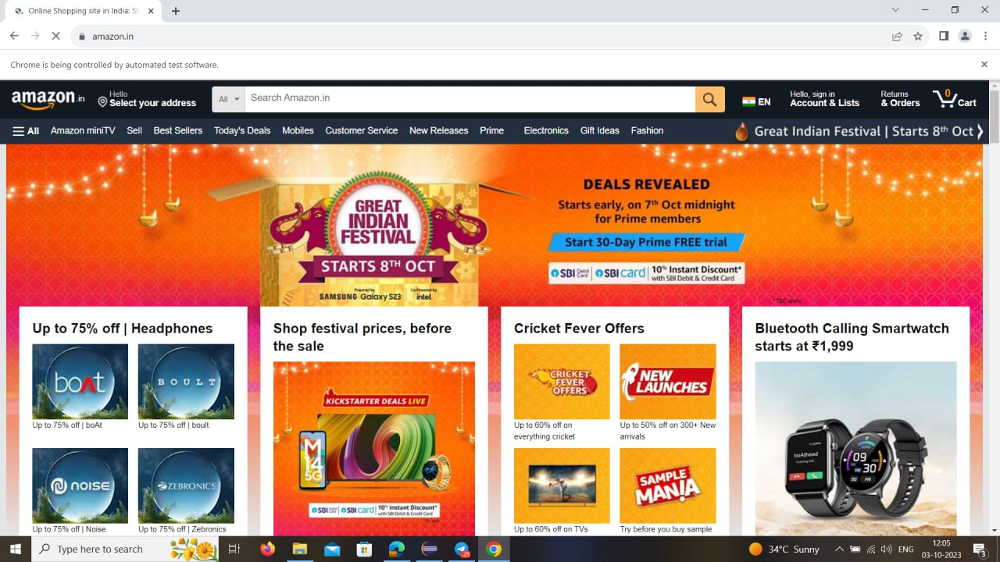 Online Shopping site in India: Sh
amazon.in
Chrome is being controlled by automated test software.
amazon.in
Hello
Select your address
All
Search Amazon.in
EN
Hello, sign in
Account & Lists
Returns
& Orders
0
Cart
All
Amazon miniTV
Sell
Best Sellers
Today's Deals
Mobiles
Customer Service
New Releases
Prime
Electronics
Gift Ideas
Fashion
Great Indian Festival | Starts 8th Oct
GREAT
INDIAN
FESTIVAL
STARTS 8TH OCT
Powered by
SAMSUNG Galaxy S23
Co-Powered by
intel
DEALS REVEALED
Starts early, on 7th Oct midnight
for Prime members
Start 30-Day Prime FREE trial
SBI Debit Card | SBI card | 10% Instant Discount*
with SBI Debit & Credit Card
*T&C apply
Up to 75% off | Headphones
boAt
BOULT
Up to 75% off | boAt
Up to 75% off | boult
noise
ZEBRONICS
Up to 75% off | Noise
Up to 75% off | Zebronics
Shop festival prices, before
the sale
KICKSTARTER DEALS LIVE
M
14
5G
SBI Debit Card | SBI card | 10% Instant Discount*
with SBI Debit & Credit Card
Cricket Fever Offers
CRICKET
FEVER
OFFERS
NEW
LAUNCHES
Up to 60% off on
everything cricket
Up to 50% off on 300+ New
arrivals
SAMPLE
MANIA
Up to 60% off on TVs
Try before you buy sample
Bluetooth Calling Smartwatch
starts at ₹1,999
boAthead
Incoming Call..
09
30
20
FRI
Type here to search
25
34°C Sunny
ENG
12:05
03-10-2023
3